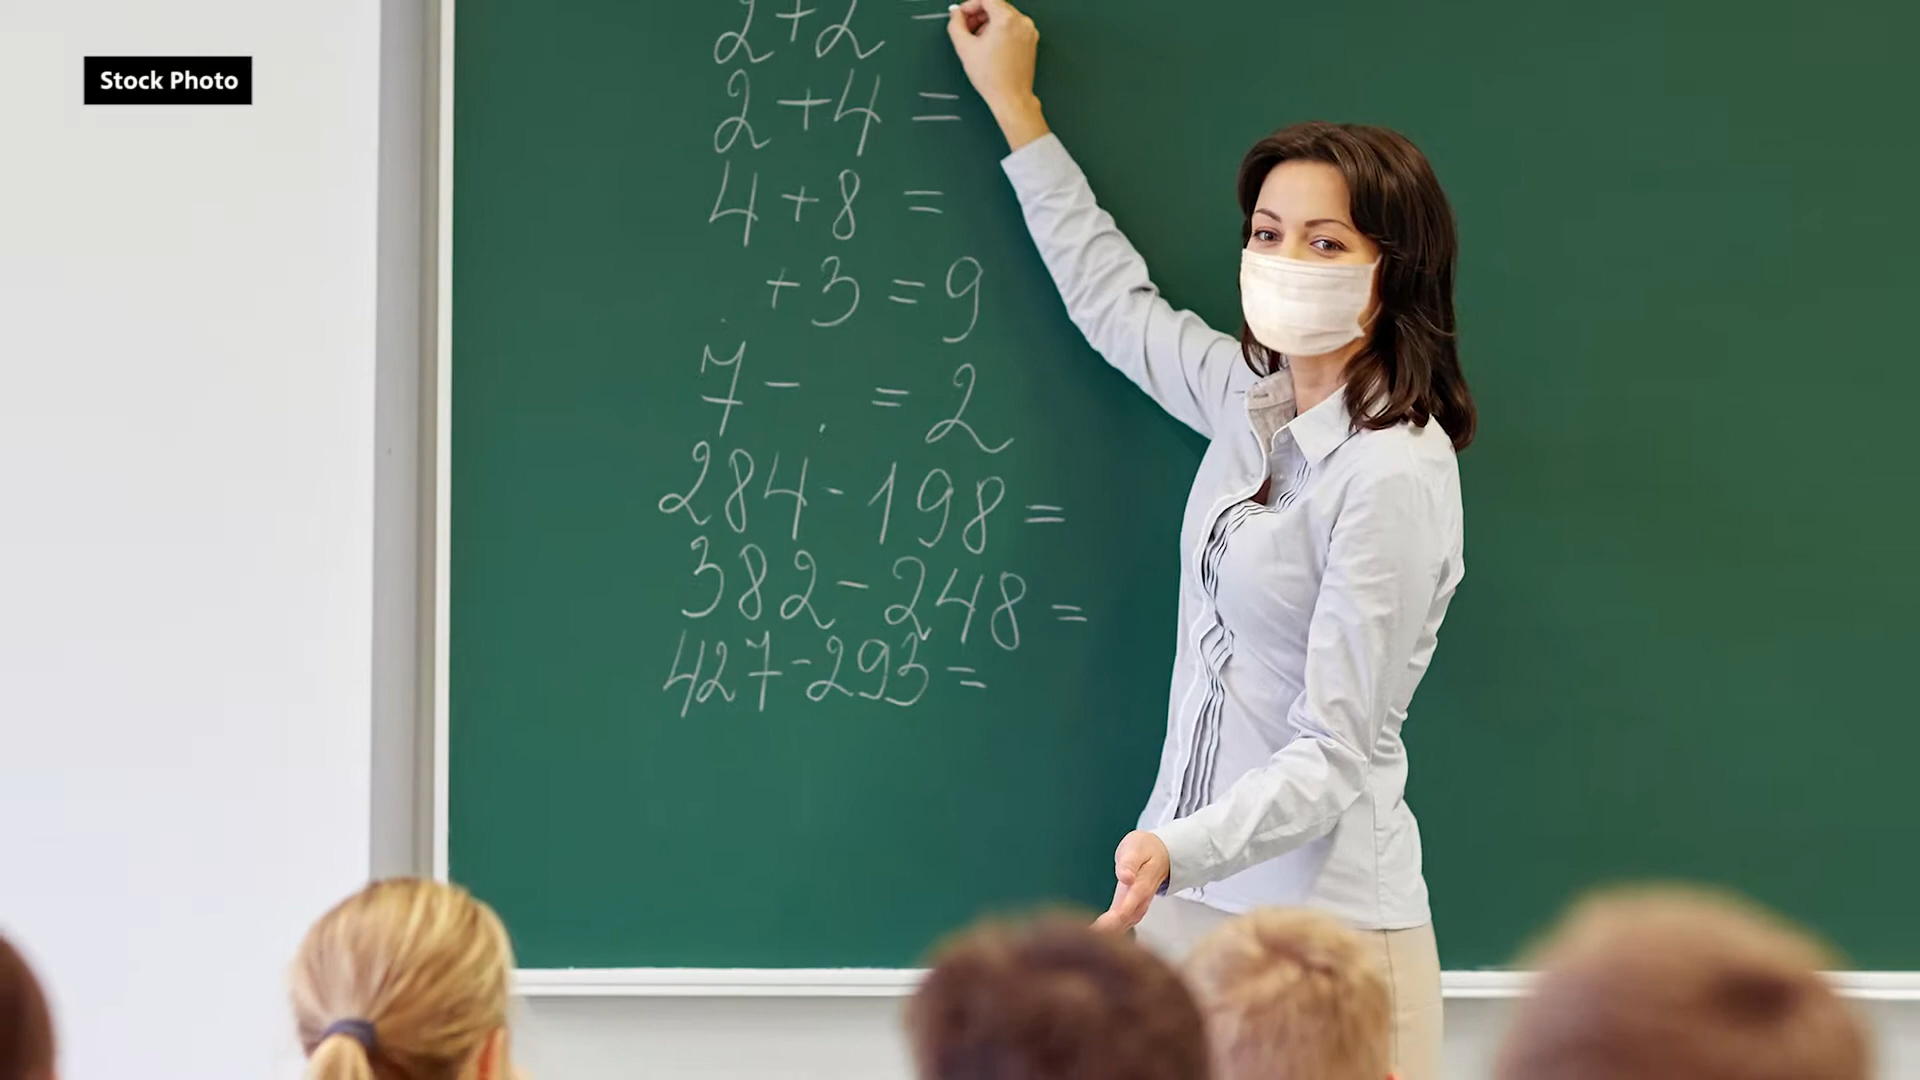 Stock Photo
2+2 =
2+4 =
4+8 =
+3 = 9
7- = 2
284-198 =
382-248 =
427-293 =